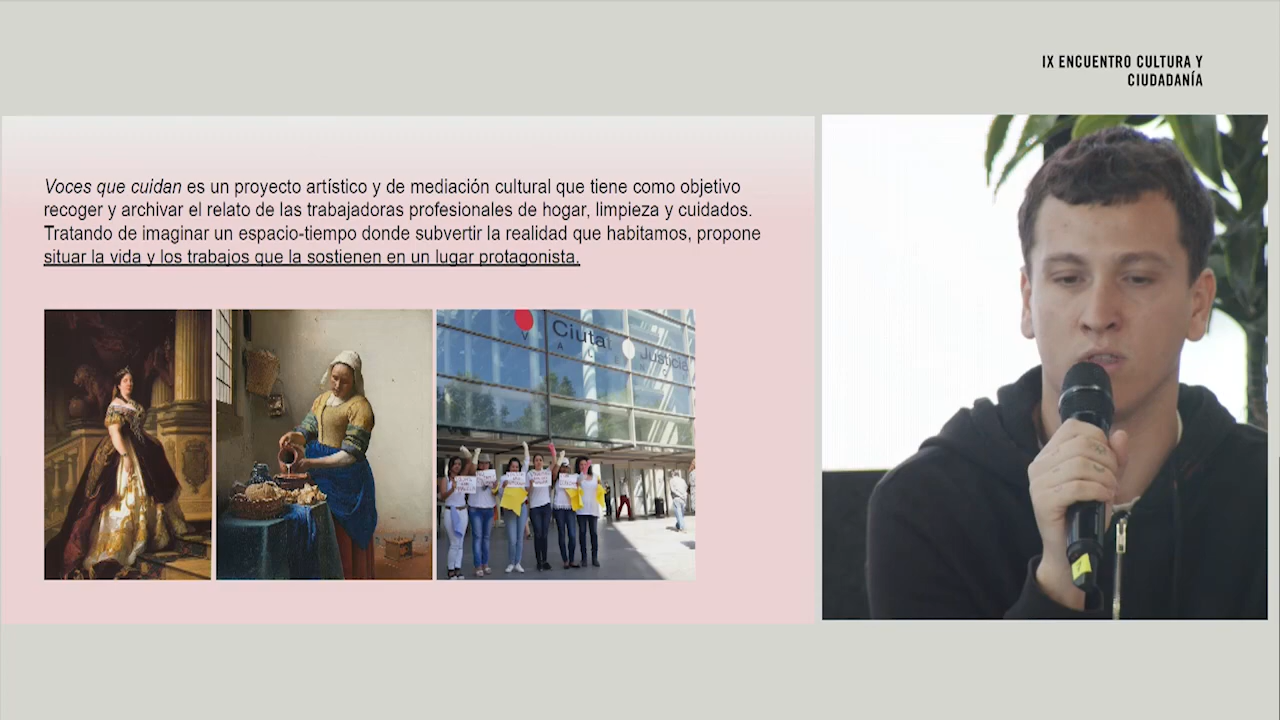 IX ENCUENTRO CULTURA Y
CIUDADANÍA
Voces que cuidan es un proyecto artístico y de mediación cultural que tiene como objetivo
recoger y archivar el relato de las trabajadoras profesionales de hogar, limpieza y cuidados.
Tratando de imaginar un espacio-tiempo donde subvertir la realidad que habitamos, propone
situar la vida y los trabajos que la sostienen en un lugar protagonista.
Ciutat
Justicia